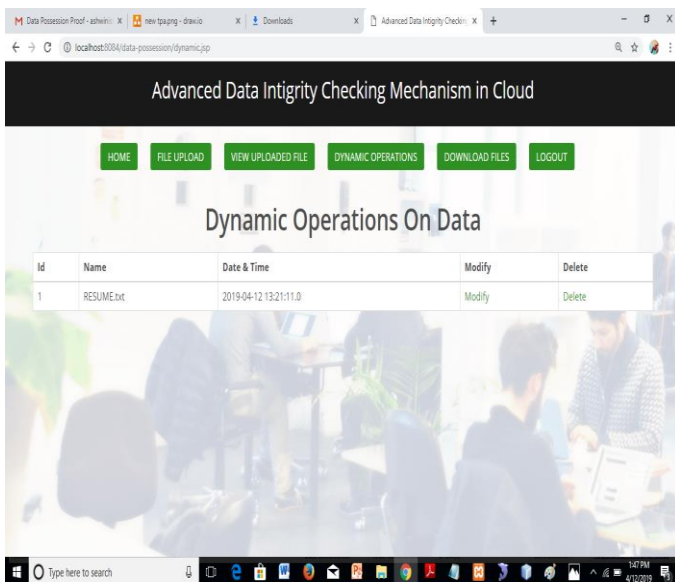 Data Possession Proof - ashwini
new tpa.png - draw.io
Downloads
Advanced Data Intigrity Checkin
localhost:8084/data-possession/dynamic.jsp
Advanced Data Intigrity Checking Mechanism in Cloud
HOME FILE UPLOAD VIEW UPLOADED FILE DYNAMIC OPERATIONS DOWNLOAD FILES LOGOUT
Dynamic Operations On Data
Id Name Date & Time Modify Delete
1 RESUME.txt 2019-04-12 13:21:11.0 Modify Delete
Type here to search
1:47 PM
4/12/2019